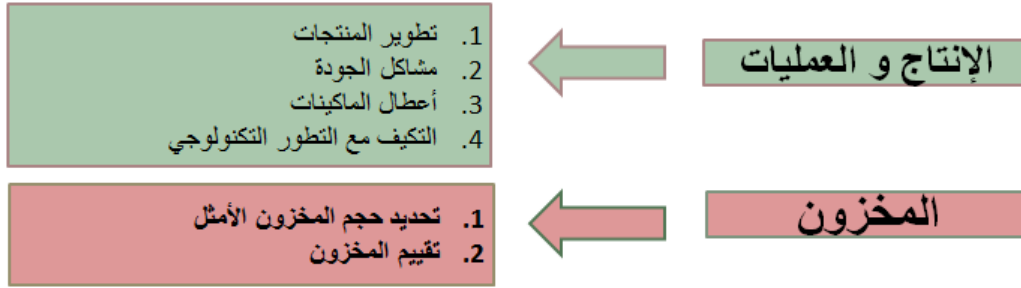 الإنتاج و العمليات
1. تطوير المنتجات
2. مشاكل الجودة
3. أعطال الماكينات
4. التكيف مع التطور التكنولوجي
المخزون
1. تحديد حجم المخزون الأمثل
2. تقييم المخزون